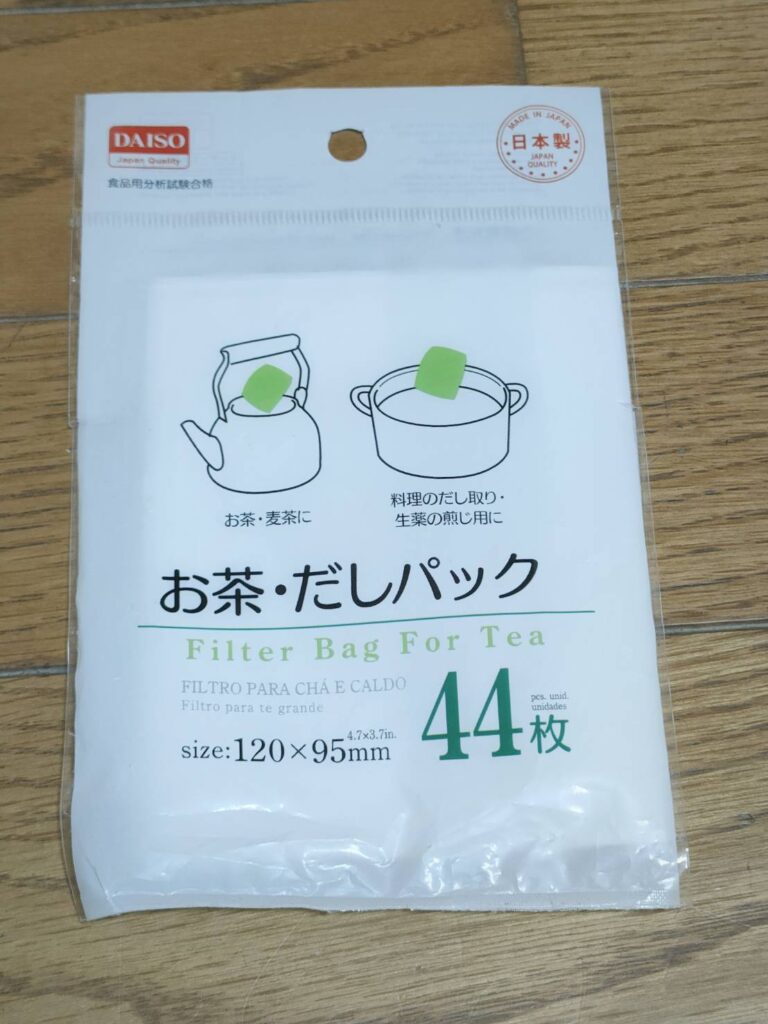 DAISO
Japan Quality
食品用分析試験合格
MADE IN JAPAN
日本製
JAPAN
QUALITY
お茶・麦茶に
料理のだし取り・
生薬の煎じ用に
お茶・だしパック
Filter Bag For Tea
FILTRO PARA CHÁ E CALDO
Filtro para te grande
size:120×95mm
4.7×3.7in.
44枚
pcs. unid.
unidades